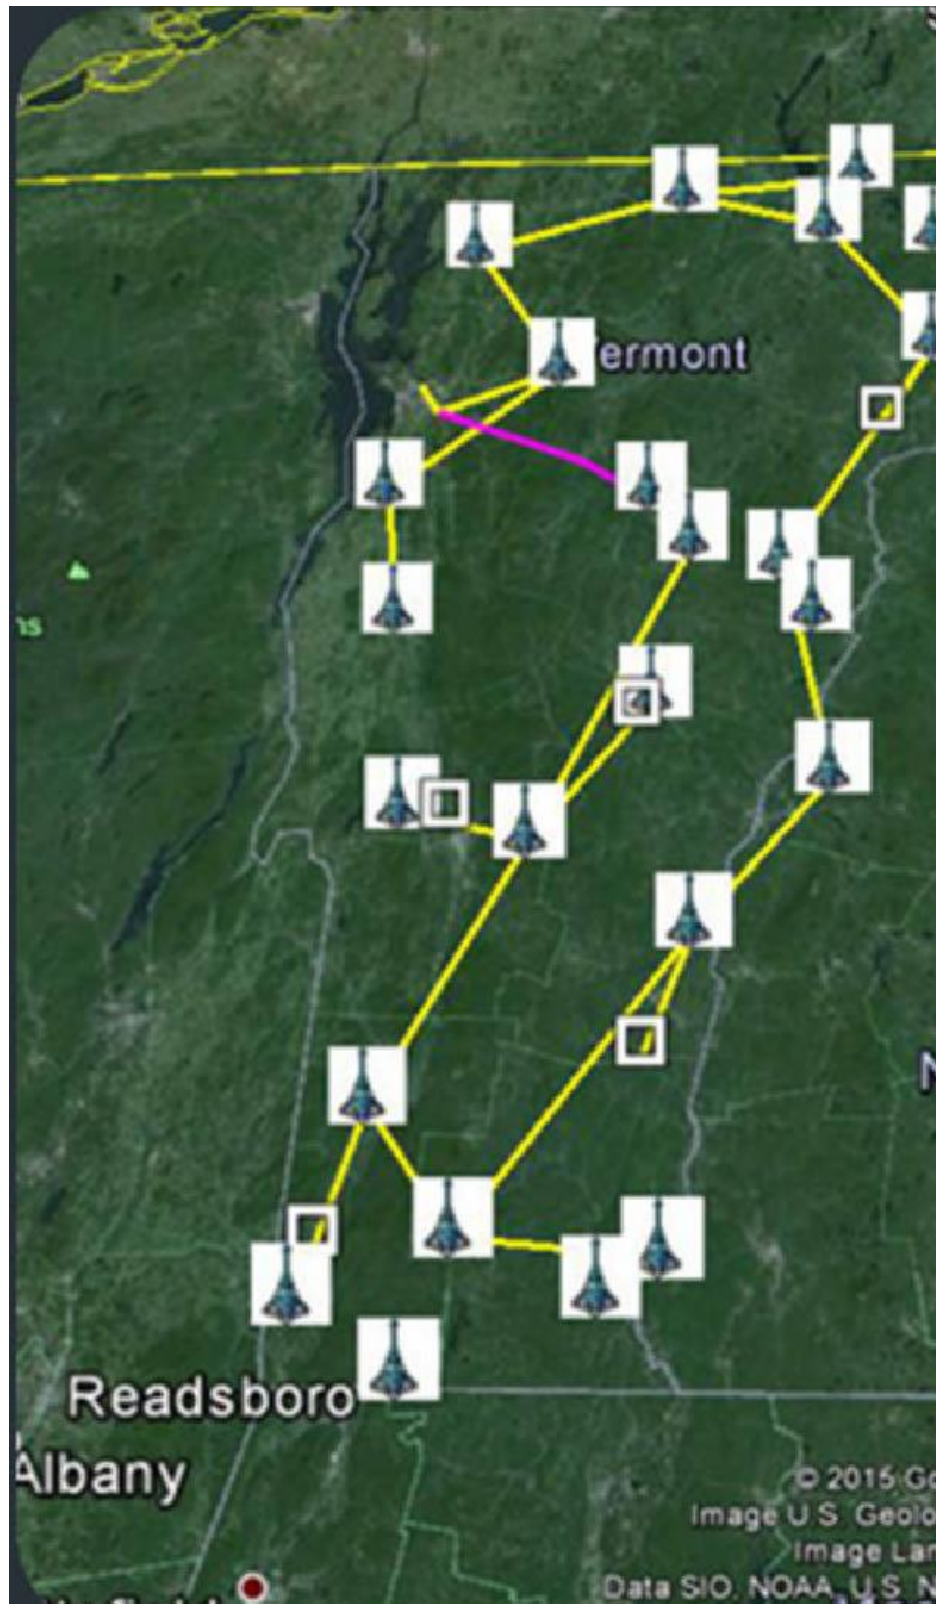 ermont
Readsboro
Albany
© 2015 Go
Image U.S. Geolo
Image Lan
Data SIO, NOAA, U.S. N